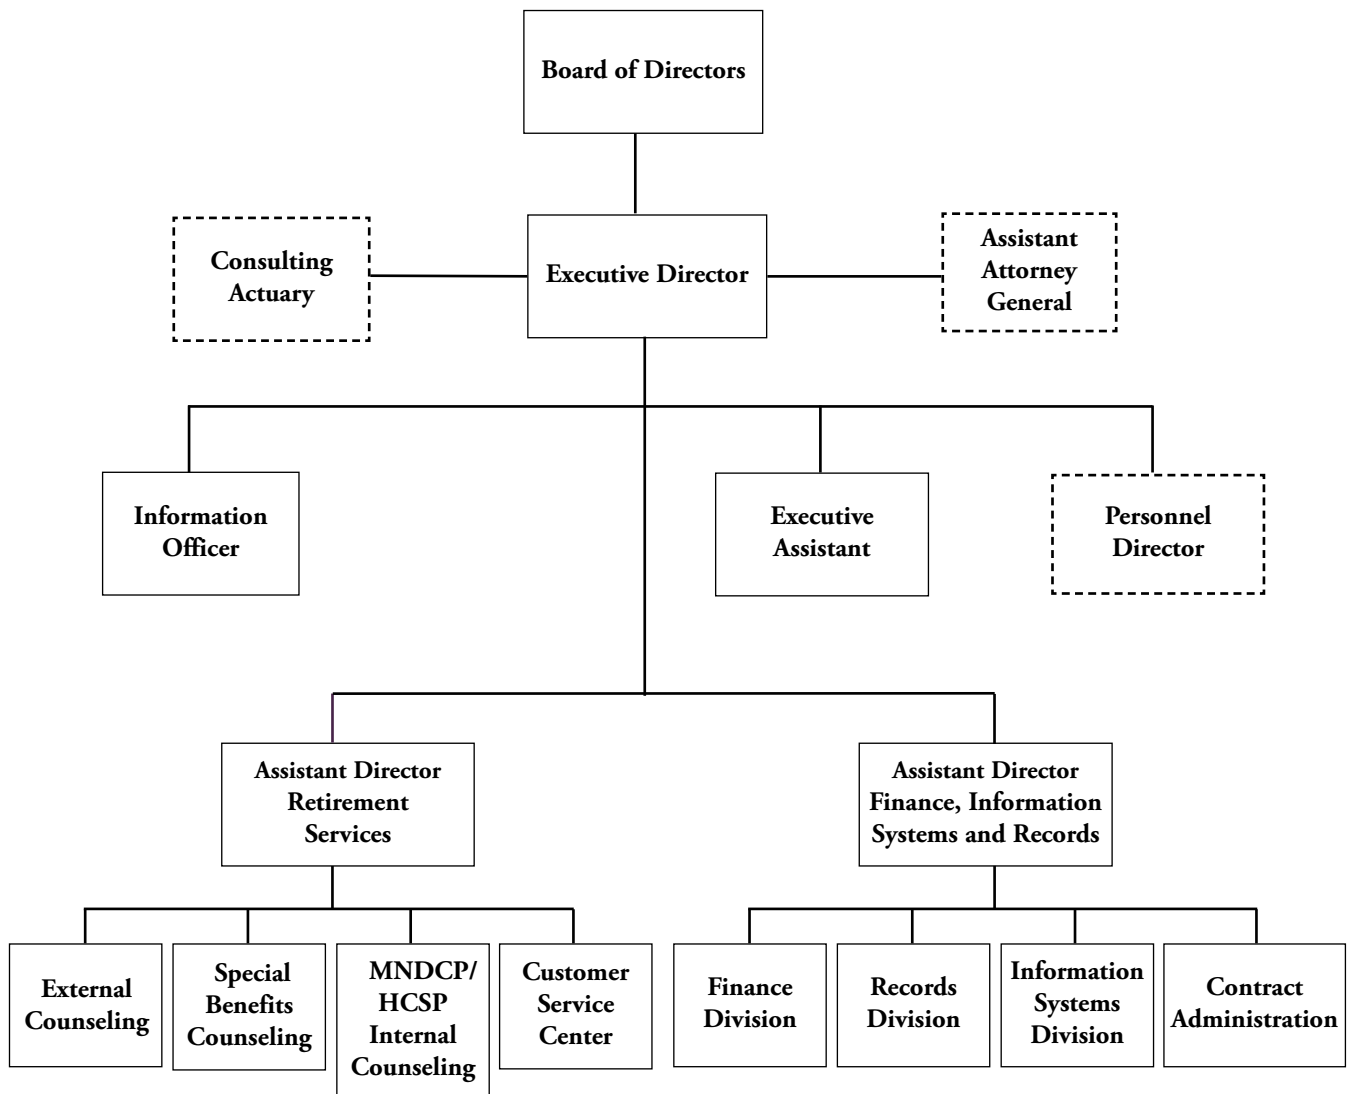 Board of Directors
Consulting
Actuary
Executive Director
Assistant
Attorney
General
Information
Officer
Executive
Assistant
Personnel
Director
Assistant Director
Retirement
Services
Assistant Director
Finance, Information
Systems and Records
External
Counseling
Special
Benefits
Counseling
MNDCP/
HCSP
Internal
Counseling
Customer
Service
Center
Finance
Division
Records
Division
Information
Systems
Division
Contract
Administration